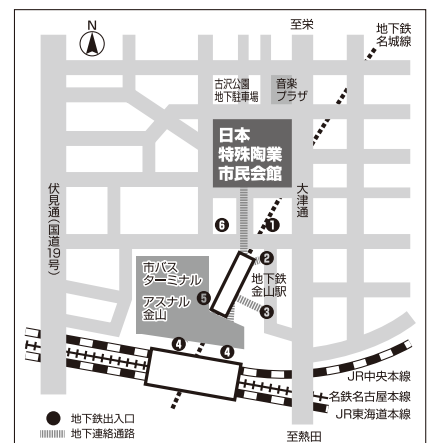 N
至栄
地下鉄
名城線
古沢公園
地下駐車場
音楽
プラザ
日本
特殊陶業
市民会館
伏見通(国道19号)
大津通
6
1
2
地下鉄
金山駅
3
市バス
ターミナル
5
アスナル
金山
4
4
JR中央本線
名鉄名古屋本線
JR東海道本線
至熱田
地下鉄出入口
地下連絡通路